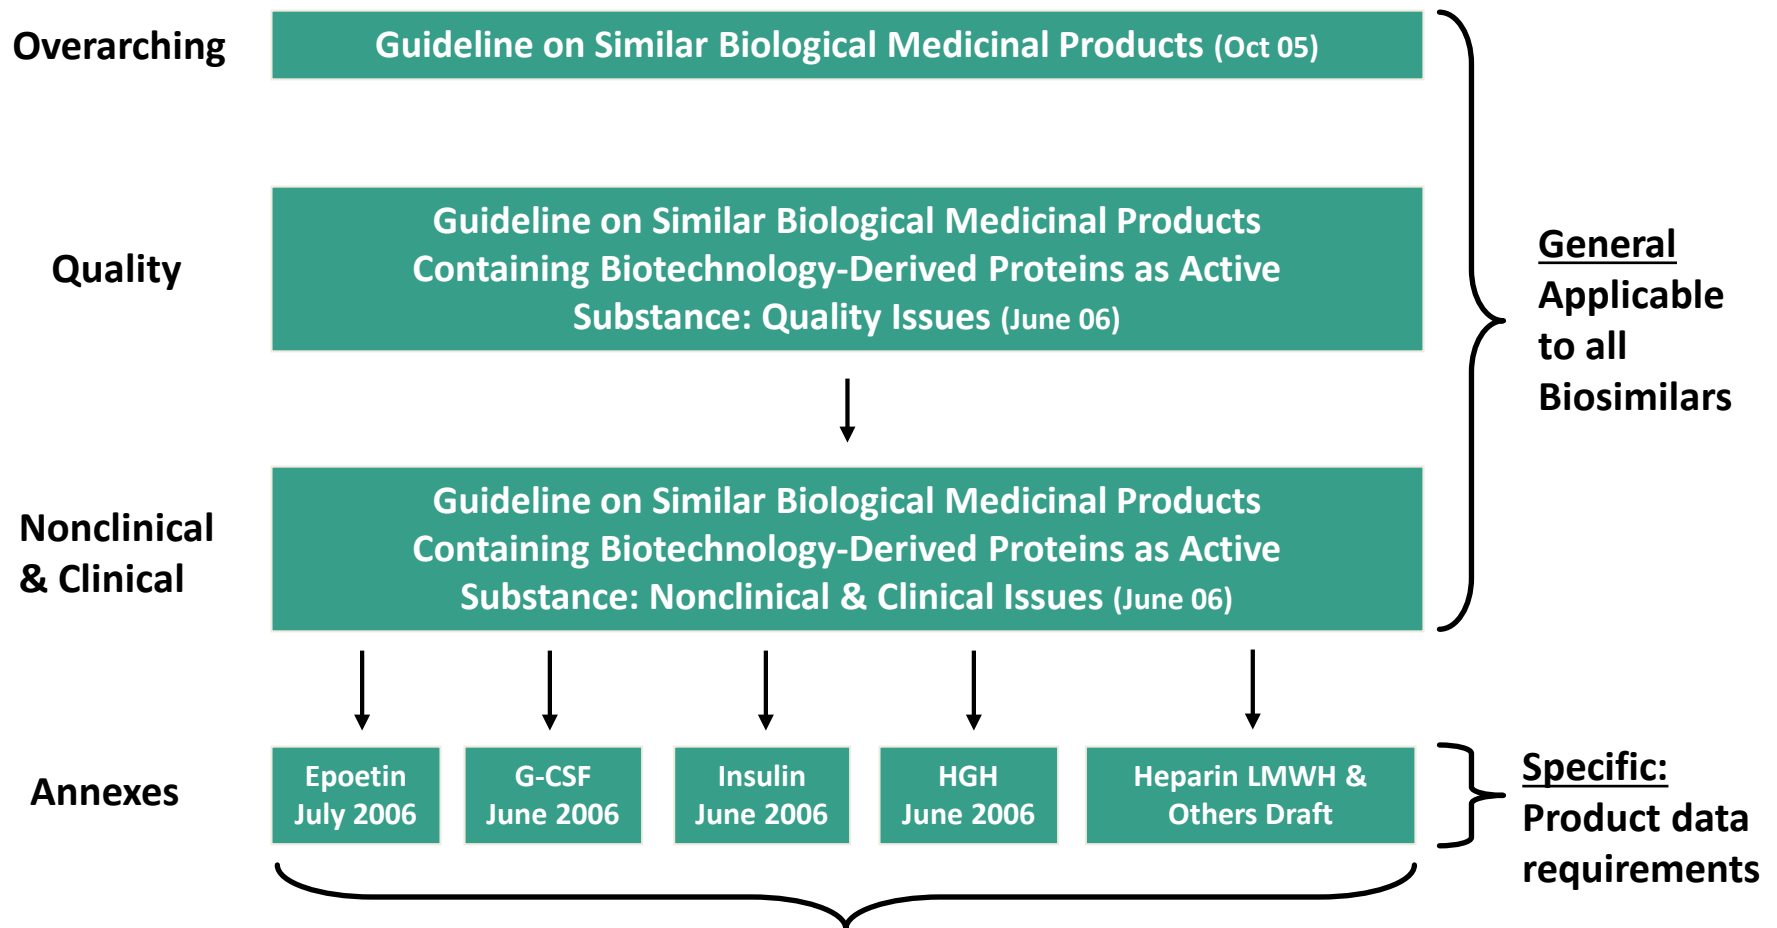 Overarching
Guideline on Similar Biological Medicinal Products (Oct 05)
Quality
Guideline on Similar Biological Medicinal Products
Containing Biotechnology-Derived Proteins as Active
Substance: Quality Issues (June 06)
General
Applicable
to all
Biosimilars
Nonclinical
& Clinical
Guideline on Similar Biological Medicinal Products
Containing Biotechnology-Derived Proteins as Active
Substance: Nonclinical & Clinical Issues (June 06)
Annexes
Epoetin
July 2006
G-CSF
June 2006
Insulin
June 2006
HGH
June 2006
Heparin LMWH &
Others Draft
Specific:
Product data
requirements